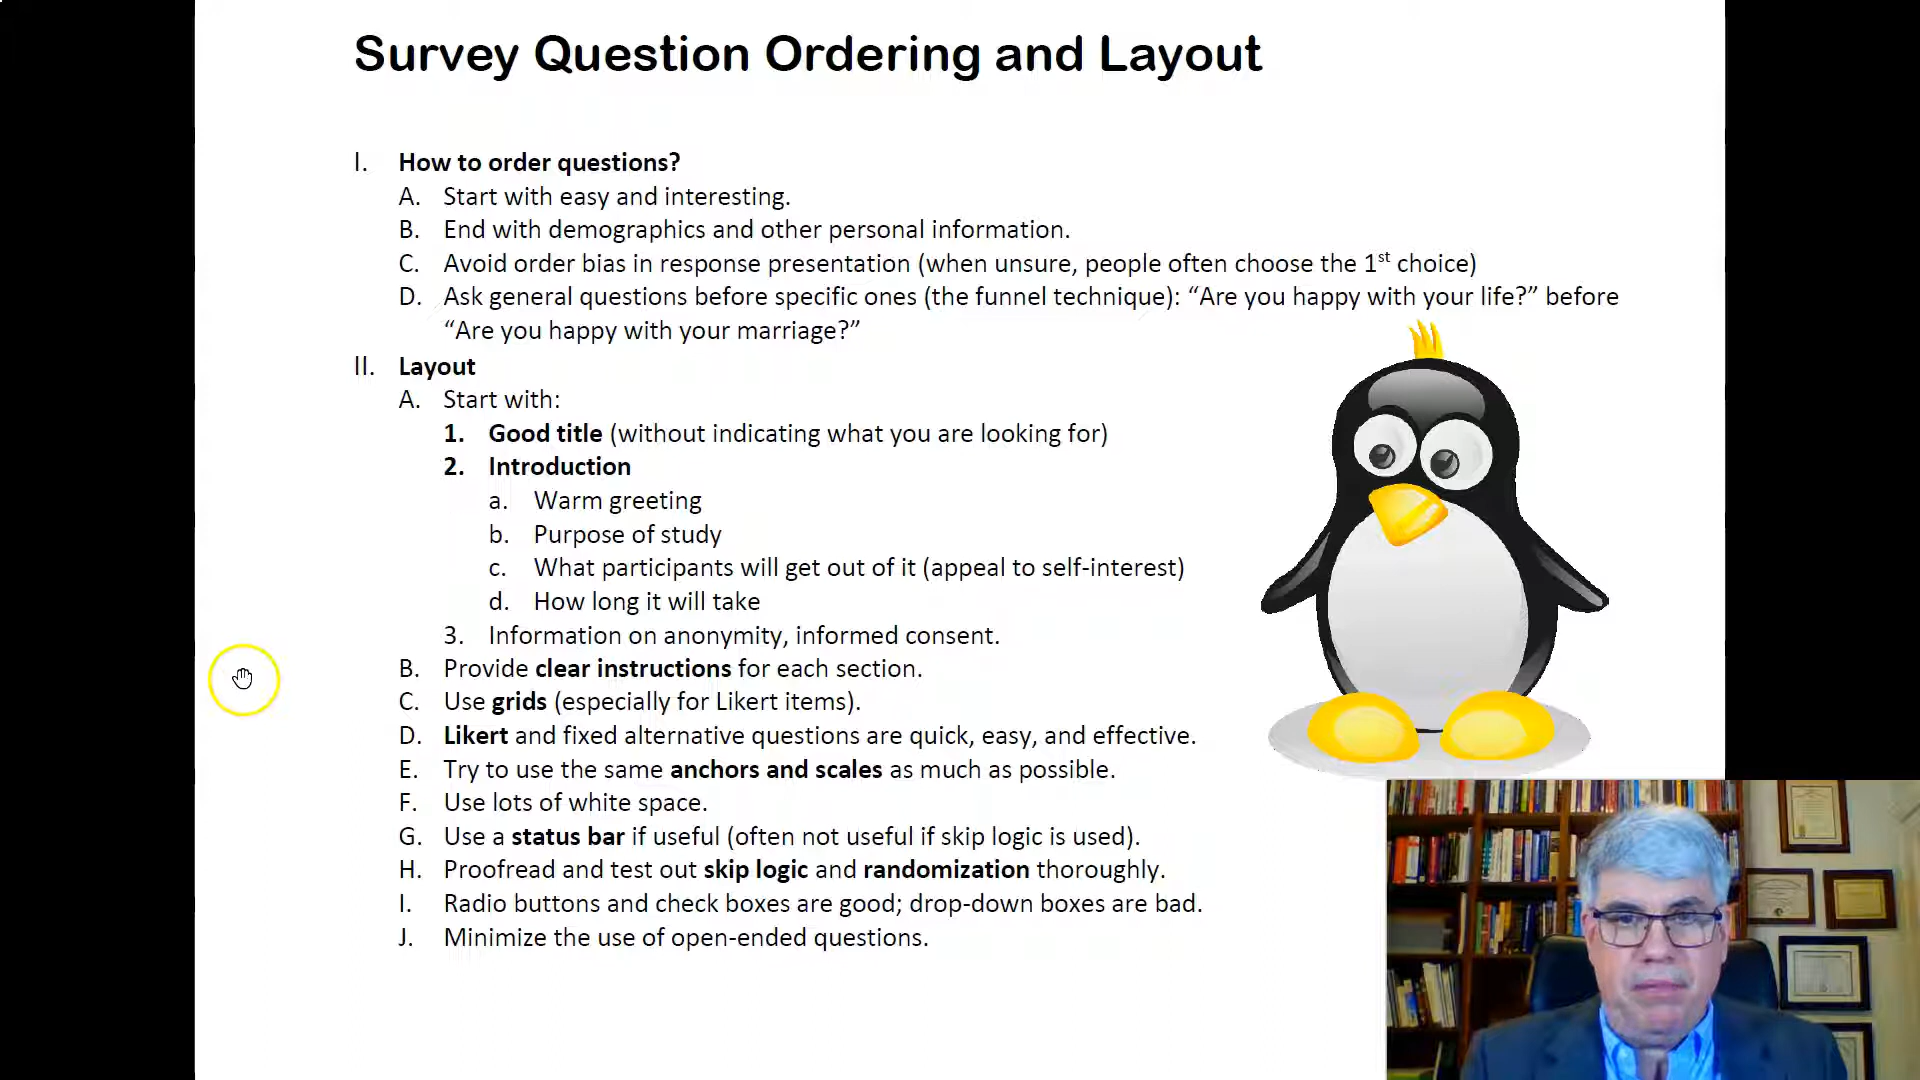 Survey Question Ordering and Layout
I. How to order questions?
A. Start with easy and interesting.
B. End with demographics and other personal information.
C. Avoid order bias in response presentation (when unsure, people often choose the 1st choice)
D. Ask general questions before specific ones (the funnel technique): “Are you happy with your life?” before
“Are you happy with your marriage?”
II. Layout
A. Start with:
1. Good title (without indicating what you are looking for)
2. Introduction
a. Warm greeting
b. Purpose of study
c. What participants will get out of it (appeal to self-interest)
d. How long it will take
3. Information on anonymity, informed consent.
B. Provide clear instructions for each section.
C. Use grids (especially for Likert items).
D. Likert and fixed alternative questions are quick, easy, and effective.
E. Try to use the same anchors and scales as much as possible.
F. Use lots of white space.
G. Use a status bar if useful (often not useful if skip logic is used).
H. Proofread and test out skip logic and randomization thoroughly.
I. Radio buttons and check boxes are good; drop-down boxes are bad.
J. Minimize the use of open-ended questions.